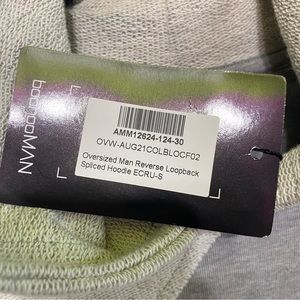 boohooMAN
AMM12624-124-30
OVW-AUG21COLBLOCF02
Oversized Man Reverse Loopback
Spliced Hoodie ECRU-S